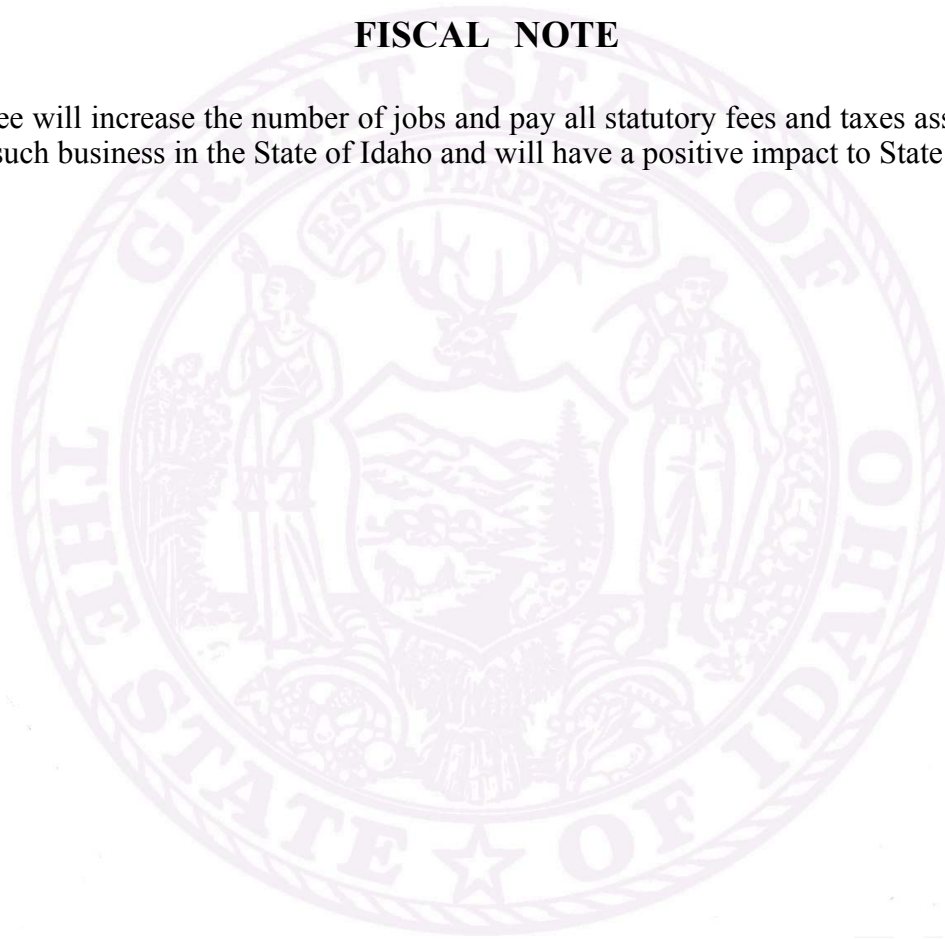 FISCAL NOTE
ee will increase the number of jobs and pay all statutory fees and taxes ass
such business in the State of Idaho and will have a positive impact to State
GREAT SEAL OF
ESTO PERPETUA
THE STATE OF IDAHO